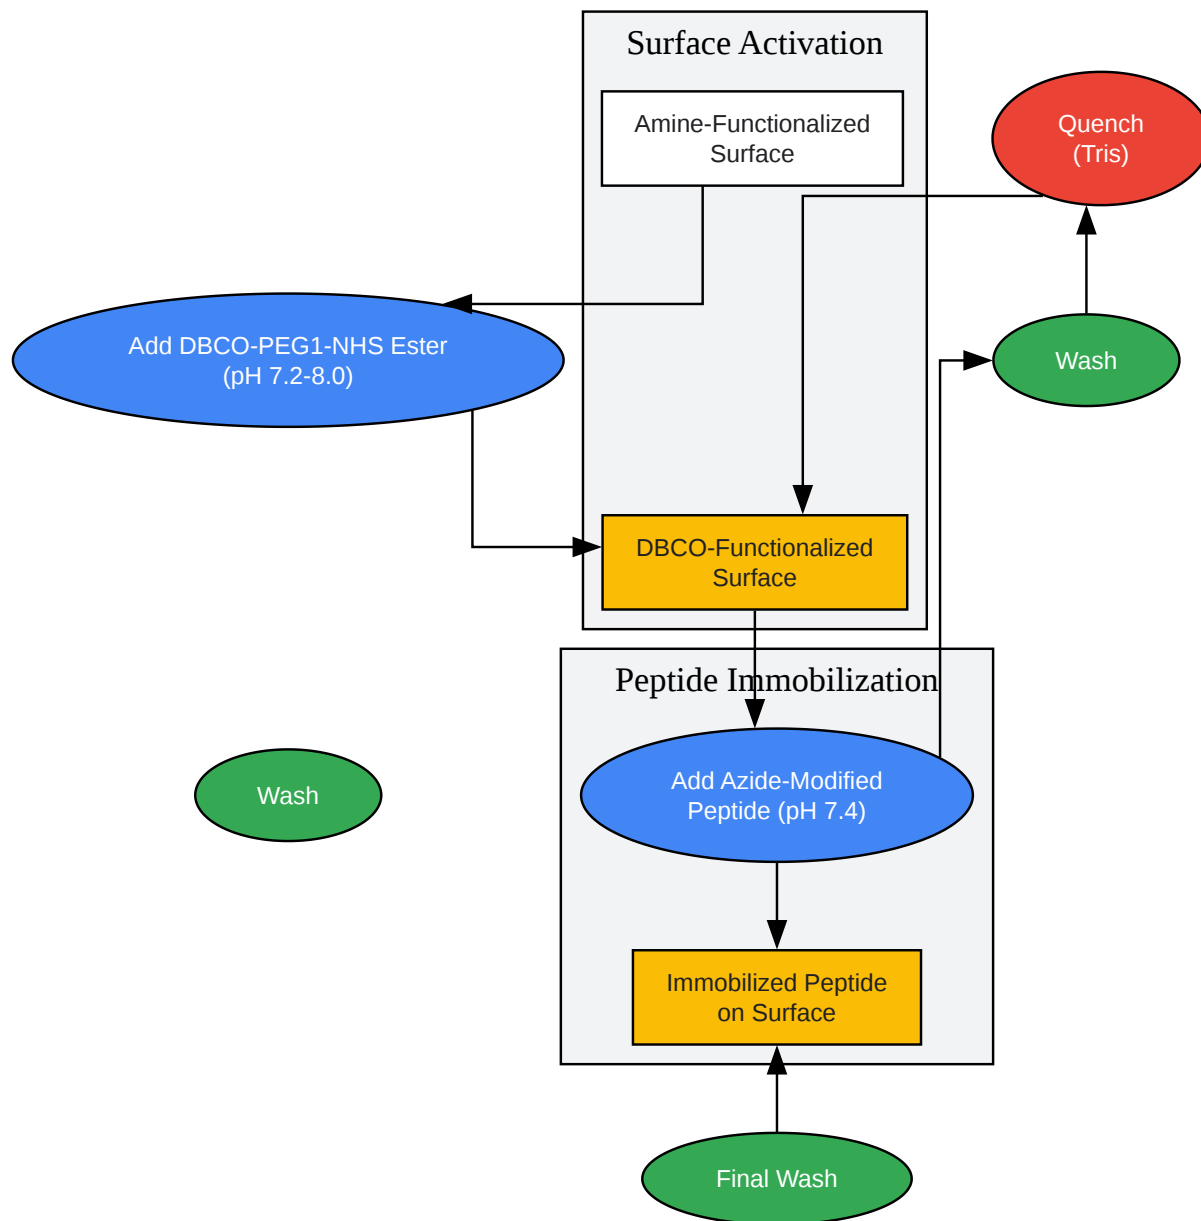 Surface Activation
Amine-Functionalized
Surface
Quench
(Tris)
Add DBCO-PEG1-NHS Ester
(pH 7.2-8.0)
Wash
DBCO-Functionalized
Surface
Peptide Immobilization
Wash
Add Azide-Modified
Peptide (pH 7.4)
Immobilized Peptide
on Surface
Final Wash